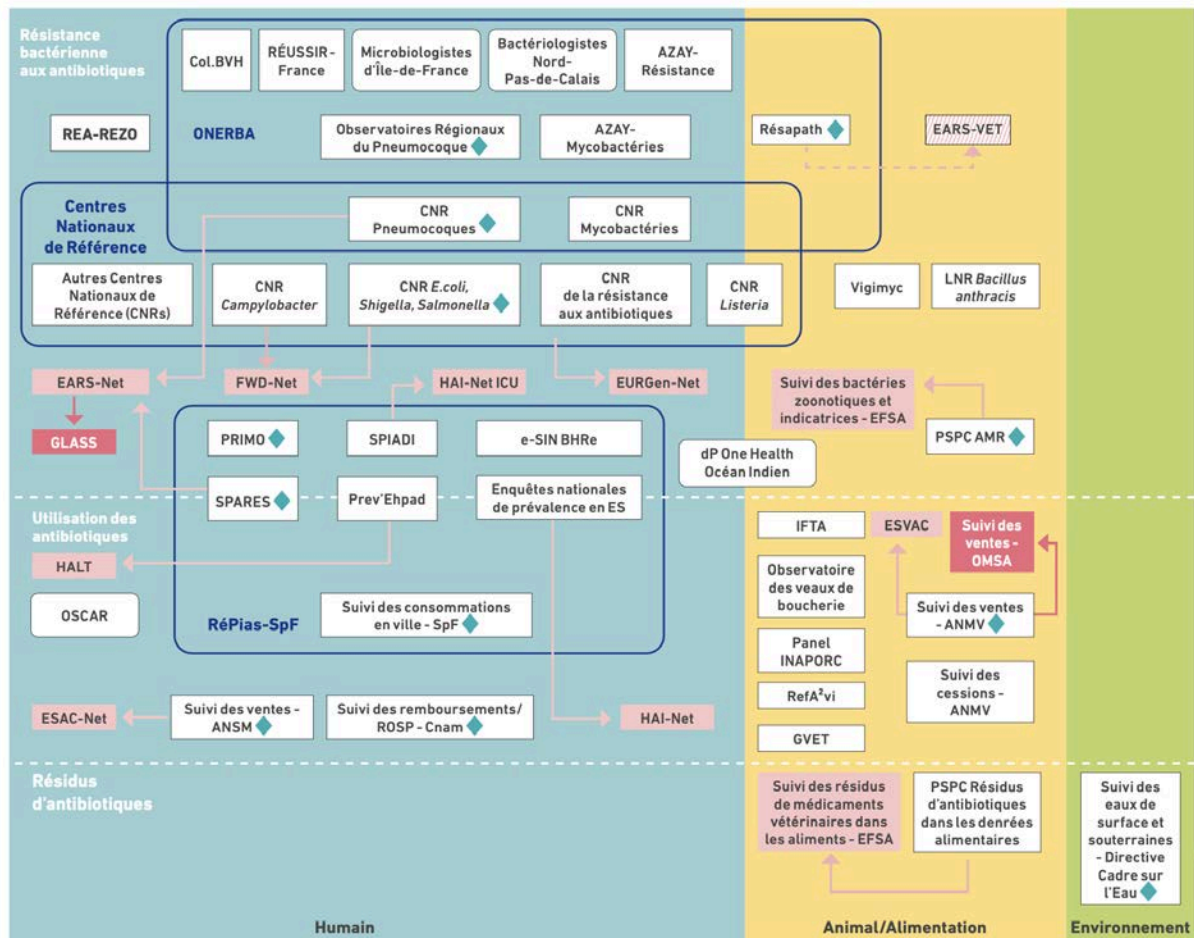 Résistance
bactérienne
aux antibiotiques
Col.BVH
RÉUSSIR-
France
Microbiologistes
d'Île-de-France
Bactériologistes
Nord-
Pas-de-Calais
AZAY-
Résistance
REA-REZO
ONERBA
Observatoires Régionaux
du Pneumocoque
AZAY-
Mycobactéries
Résapath
EARS-VET
Centres
Nationaux
de Référence
CNR
Pneumocoques
CNR
Mycobactéries
Autres Centres
Nationaux de
Référence (CNRs)
CNR
Campylobacter
CNR E.coli,
Shigella, Salmonella
CNR
de la résistance
aux antibiotiques
CNR
Listeria
Vigimyc
LNR Bacillus
anthracis
EARS-Net
FWD-Net
HAI-Net ICU
EURGen-Net
Suivi des bactéries
zoonotiques et
indicatrices - EFSA
GLASS
PRIMO
SPIADI
e-SIN BHRe
dP One Health
Océan Indien
PSPC AMR
SPARES
Prev'Ehpad
Enquêtes nationales
de prévalence en ES
Utilisation des
antibiotiques
IFTA
ESVAC
Suivi des
ventes -
OMSA
HALT
Observatoire
des veaux de
boucherie
OSCAR
RéPias-SpF
Suivi des consommations
en ville - SpF
Suivi des ventes
- ANMV
Panel
INAPORC
Suivi des
cessions -
ANMV
RefA²vi
ESAC-Net
Suivi des ventes -
ANSM
Suivi des remboursements/
ROSP - Cnam
HAI-Net
GVET
Résidus
d'antibiotiques
Suivi des résidus
de médicaments
vétérinaires dans
les aliments - EFSA
PSPC Résidus
d'antibiotiques
dans les denrées
alimentaires
Suivi des
eaux de
surface et
souterraines
- Directive
Cadre sur
l'Eau
Humain
Animal/Alimentation
Environnement